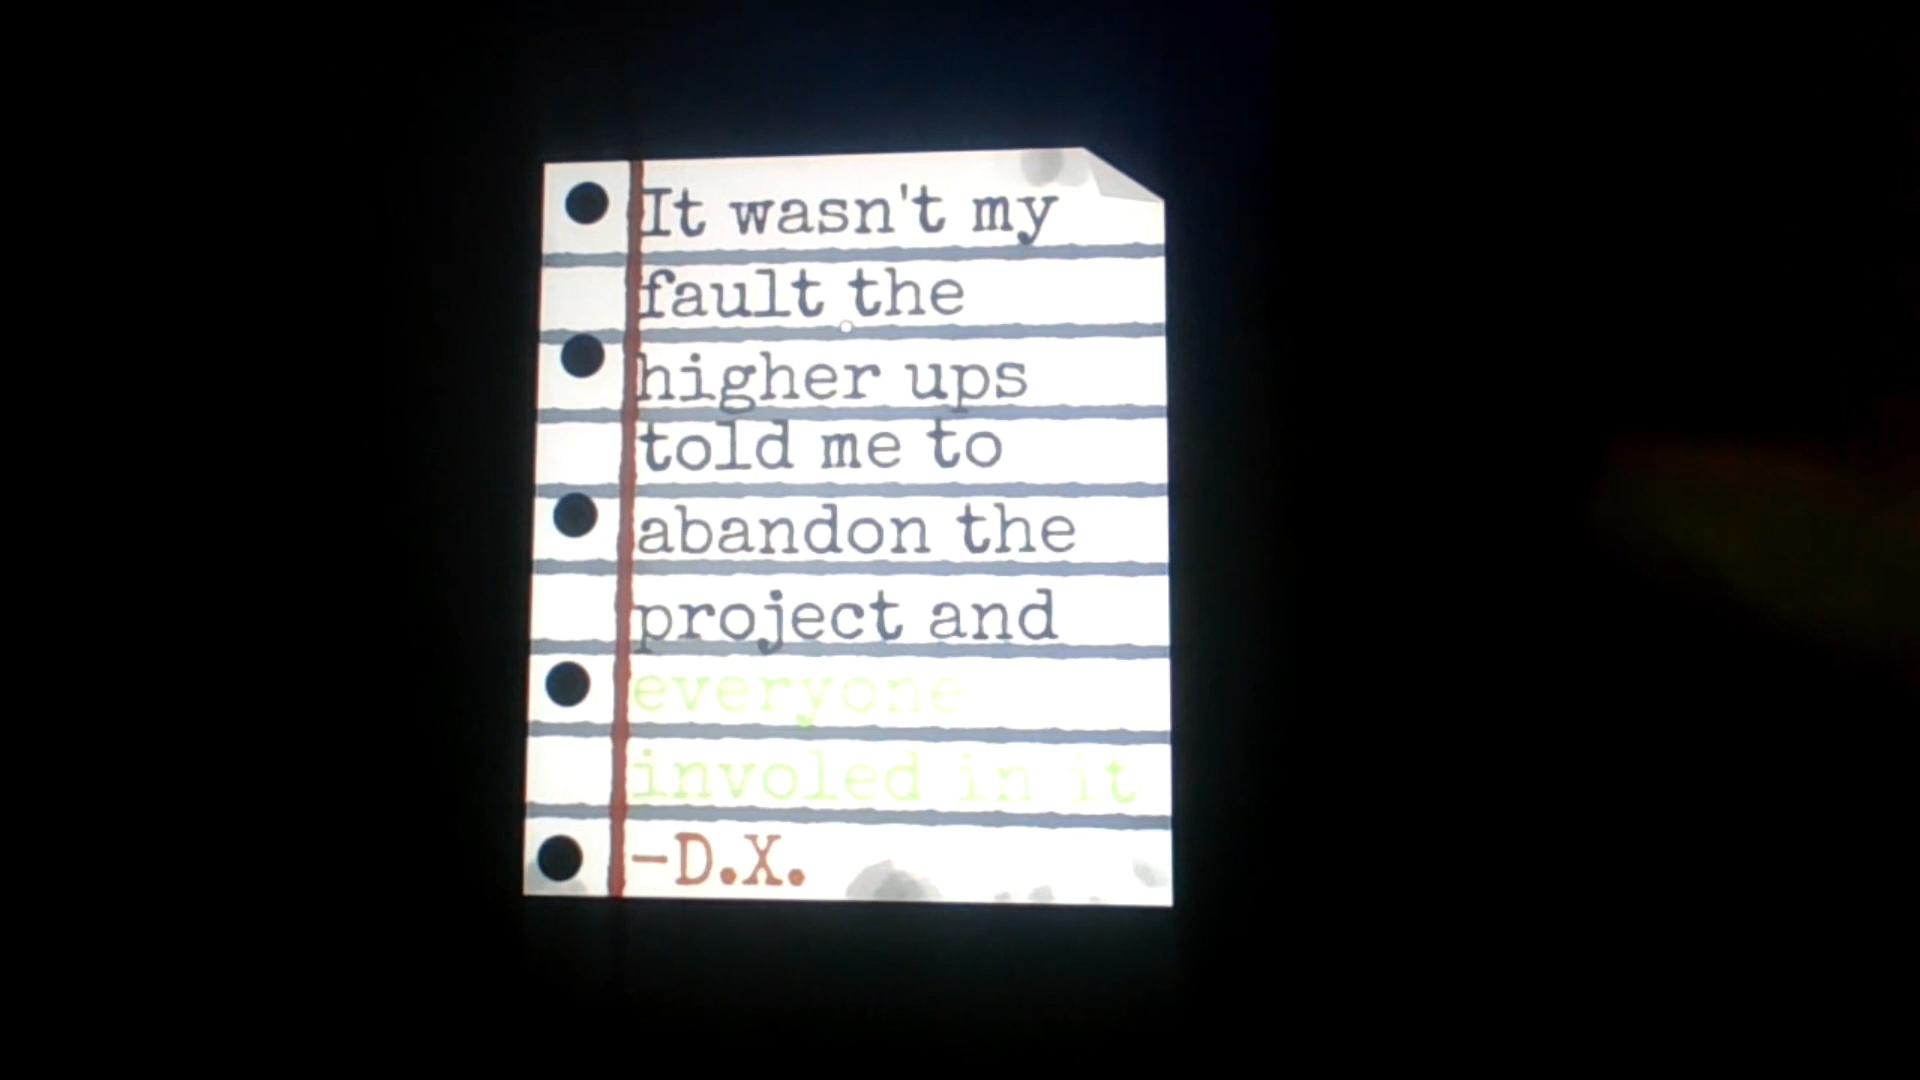 It wasn't my
fault the
higher ups
told me to
abandon the
project and
everyone
involed in it
-D.X.